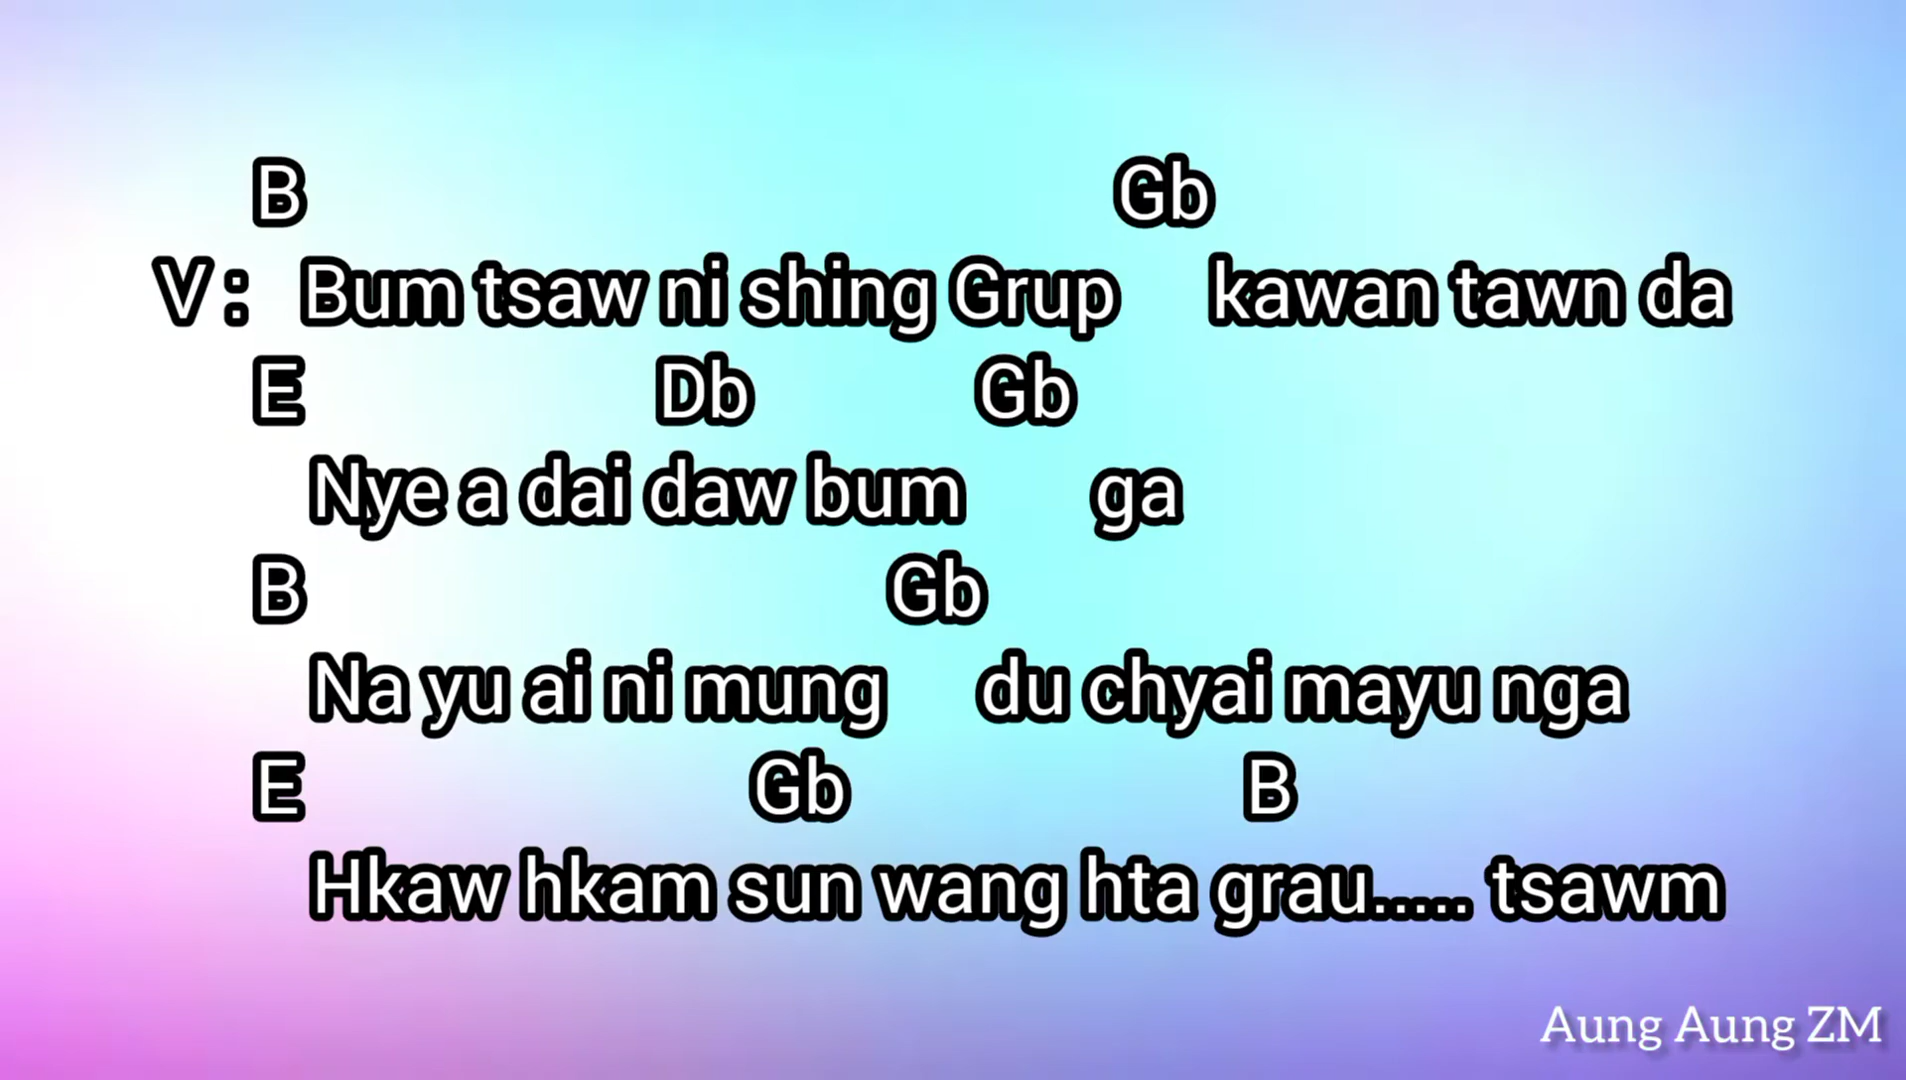 B Gb
V : Bum tsaw ni shing Grup kawan tawn da
E Db Gb
Nye a dai daw bum ga
B Gb
Na yu ai ni mung du chyai mayu nga
E Gb B
Hkaw hkam sun wang hta grau..... tsawm
Aung Aung ZM